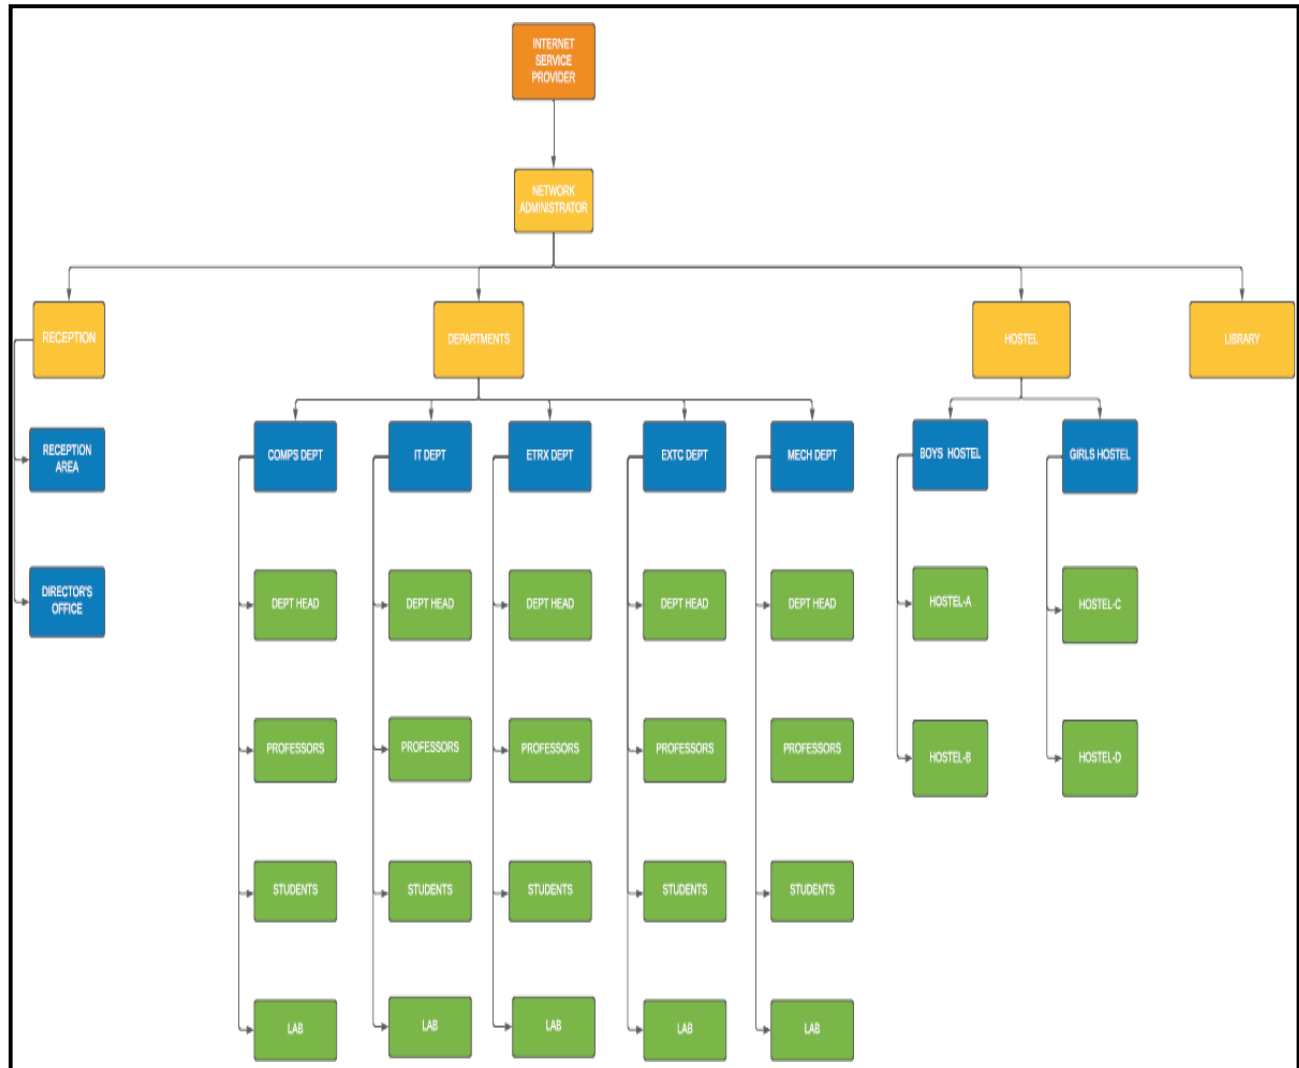 INTERNET
SERVICE
PROVIDER
NETWORK
ADMINISTRATOR
RECEPTION
DEPARTMENTS
HOSTEL
LIBRARY
RECEPTION
AREA
COMPS DEPT
IT DEPT
ETRX DEPT
EXTC DEPT
MECH DEPT
BOYS HOSTEL
GIRLS HOSTEL
DIRECTOR'S
OFFICE
DEPT HEAD
DEPT HEAD
DEPT HEAD
DEPT HEAD
DEPT HEAD
HOSTEL-A
HOSTEL-C
PROFESSORS
PROFESSORS
PROFESSORS
PROFESSORS
PROFESSORS
HOSTEL-B
HOSTEL-D
STUDENTS
STUDENTS
STUDENTS
STUDENTS
STUDENTS
LAB
LAB
LAB
LAB
LAB